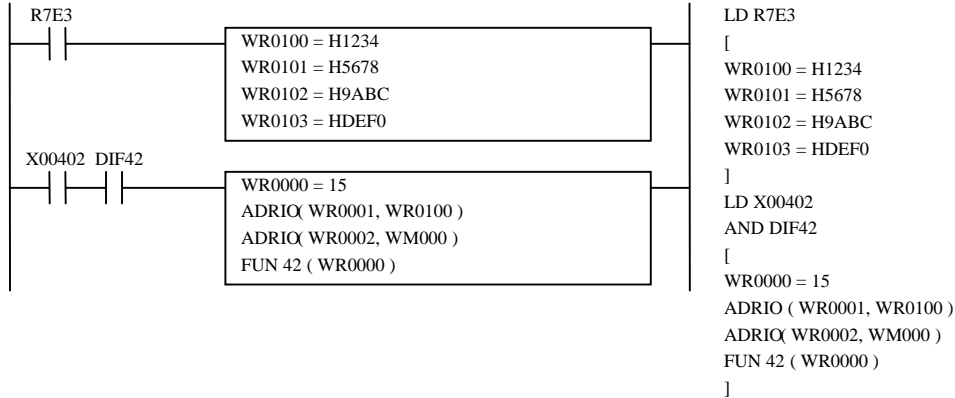 R7E3
WR0100 = H1234
WR0101 = H5678
WR0102 = H9ABC
WR0103 = HDEF0
X00402 DIF42
WR0000 = 15
ADRIO( WR0001, WR0100 )
ADRIO( WR0002, WM000 )
FUN 42 ( WR0000 )
LD R7E3
[
WR0100 = H1234
WR0101 = H5678
WR0102 = H9ABC
WR0103 = HDEF0
]
LD X00402
AND DIF42
[
WR0000 = 15
ADRIO ( WR0001, WR0100 )
ADRIO( WR0002, WM000 )
FUN 42 ( WR0000 )
]